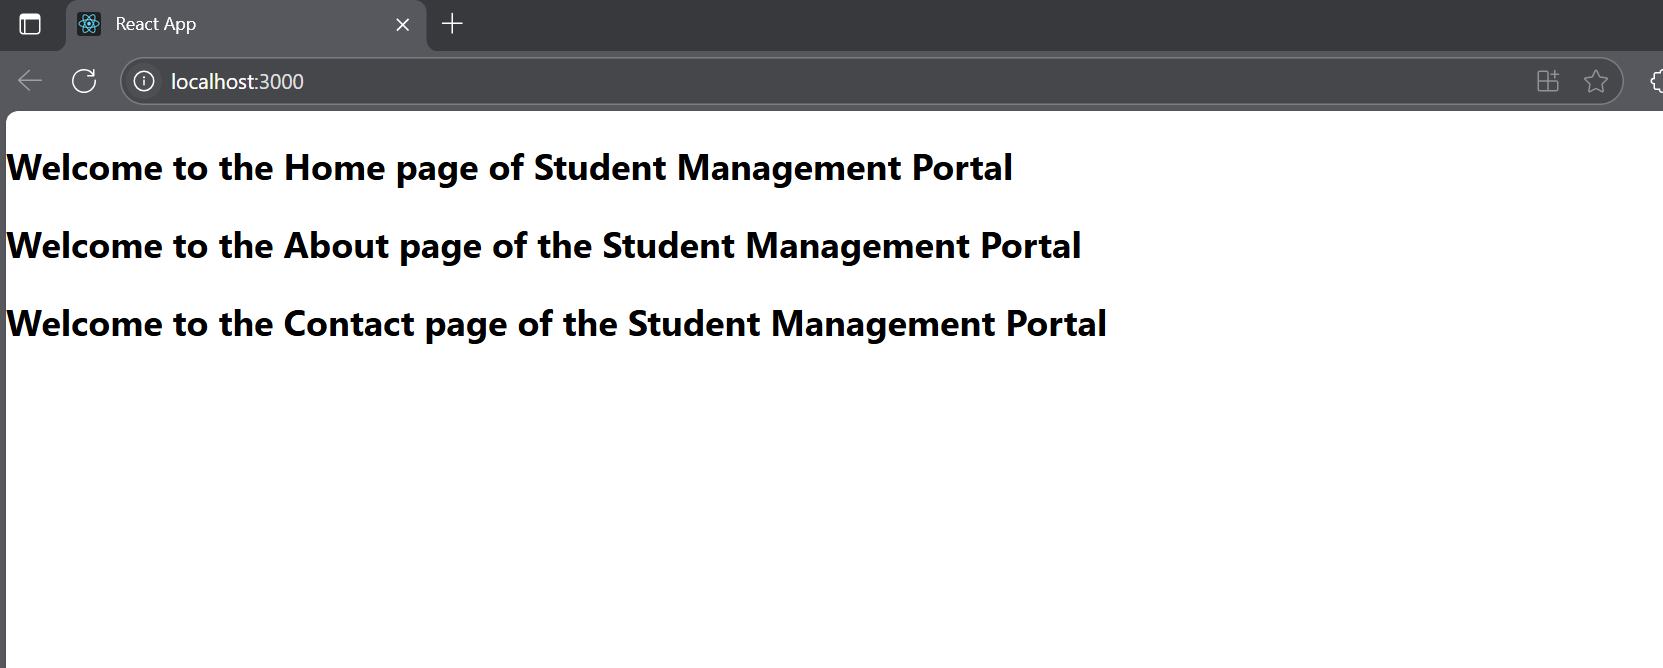 React App
localhost:3000
Welcome to the Home page of Student Management Portal
Welcome to the About page of the Student Management Portal
Welcome to the Contact page of the Student Management Portal